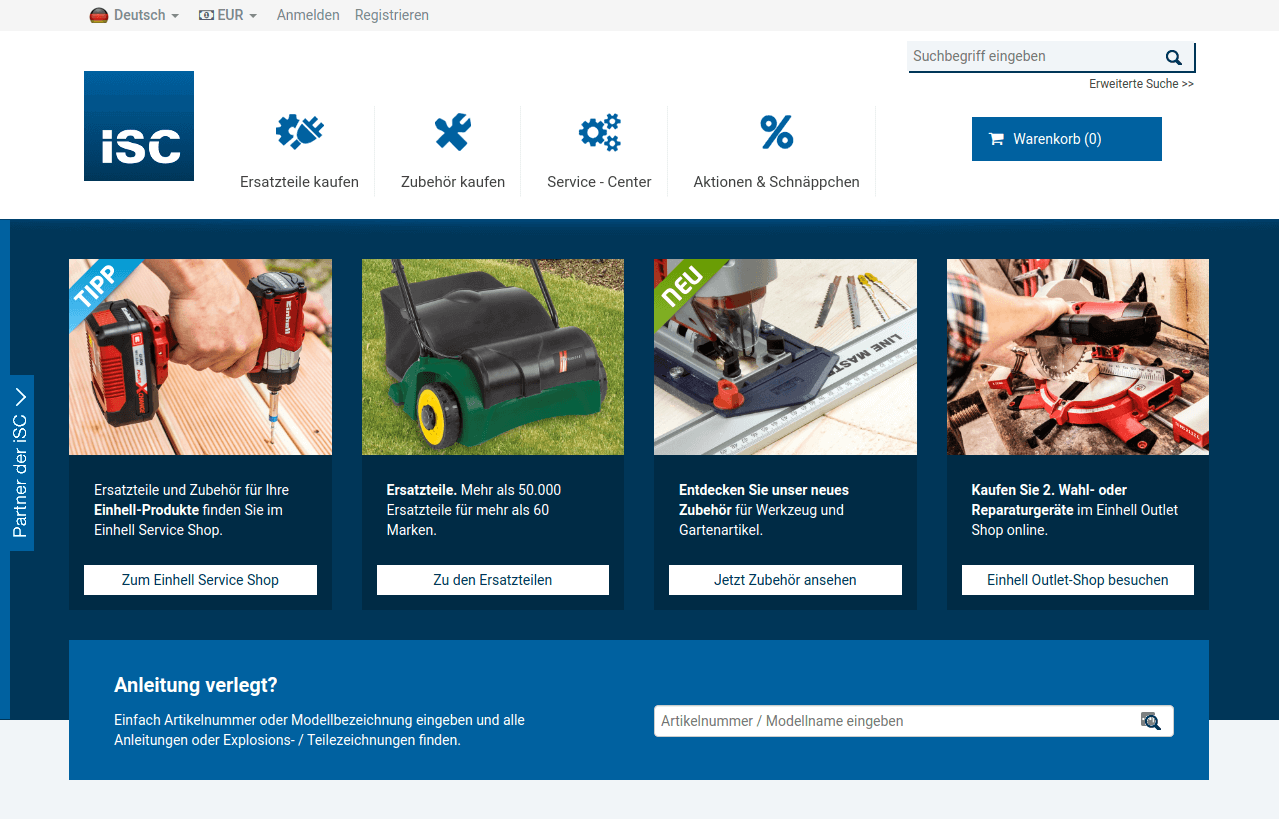 Deutsch EUR Anmelden Registrieren
Suchbegriff eingeben
Erweiterte Suche >>
iSC
Warenkorb (0)
Ersatzteile kaufen
Zubehör kaufen
Service - Center
Aktionen & Schnäppchen
Partner der iSC
TIPP
Einhell
NEU
LINE MAST
Ersatzteile und Zubehör für Ihre
Einhell-Produkte finden Sie im
Einhell Service Shop.
Zum Einhell Service Shop
Ersatzteile. Mehr als 50.000
Ersatzteile für mehr als 60
Marken.
Zu den Ersatzteilen
Entdecken Sie unser neues
Zubehör für Werkzeug und
Gartenartikel.
Jetzt Zubehör ansehen
Kaufen Sie 2. Wahl- oder
Reparaturgeräte im Einhell Outlet
Shop online.
Einhell Outlet-Shop besuchen
Anleitung verlegt?
Einfach Artikelnummer oder Modellbezeichnung eingeben und alle
Anleitungen oder Explosions- / Teilezeichnungen finden.
Artikelnummer / Modellname eingeben